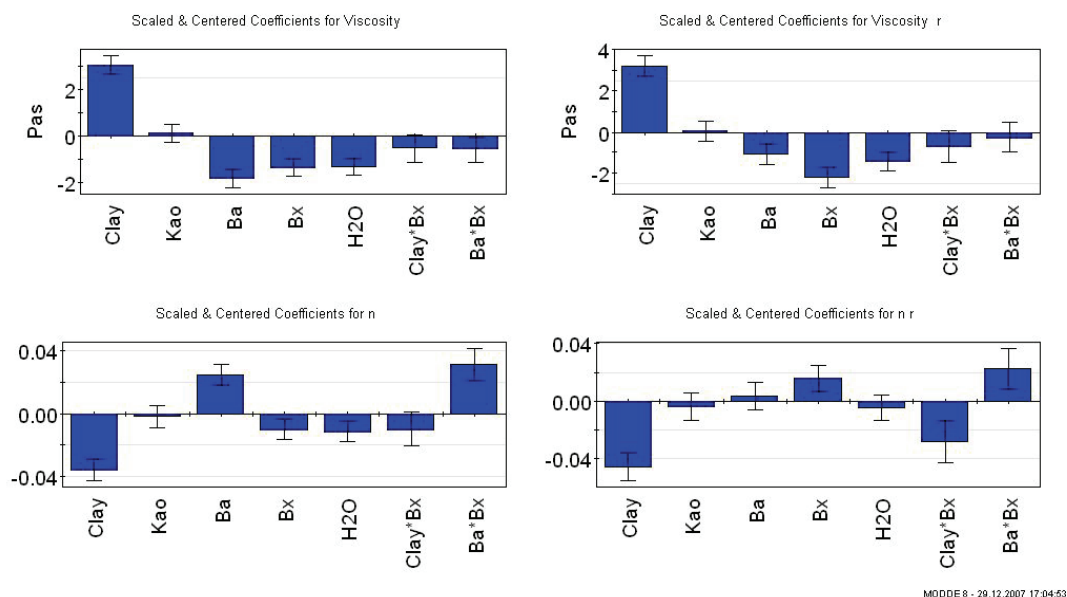 Scaled & Centered Coefficients for Viscosity
Pas
2
0
-2
Clay
Kao
Ba
Bx
H2O
Clay*Bx
Ba*Bx
Scaled & Centered Coefficients for Viscosity r
Pas
4
2
0
-2
Clay
Kao
Ba
Bx
H2O
Clay*Bx
Ba*Bx
Scaled & Centered Coefficients for n
0.04
0.00
-0.04
Clay
Kao
Ba
Bx
H2O
Clay*Bx
Ba*Bx
Scaled & Centered Coefficients for n r
0.04
0.00
-0.04
Clay
Kao
Ba
Bx
H2O
Clay*Bx
Ba*Bx
MODDE 8 - 29.12.2007 17:04:53